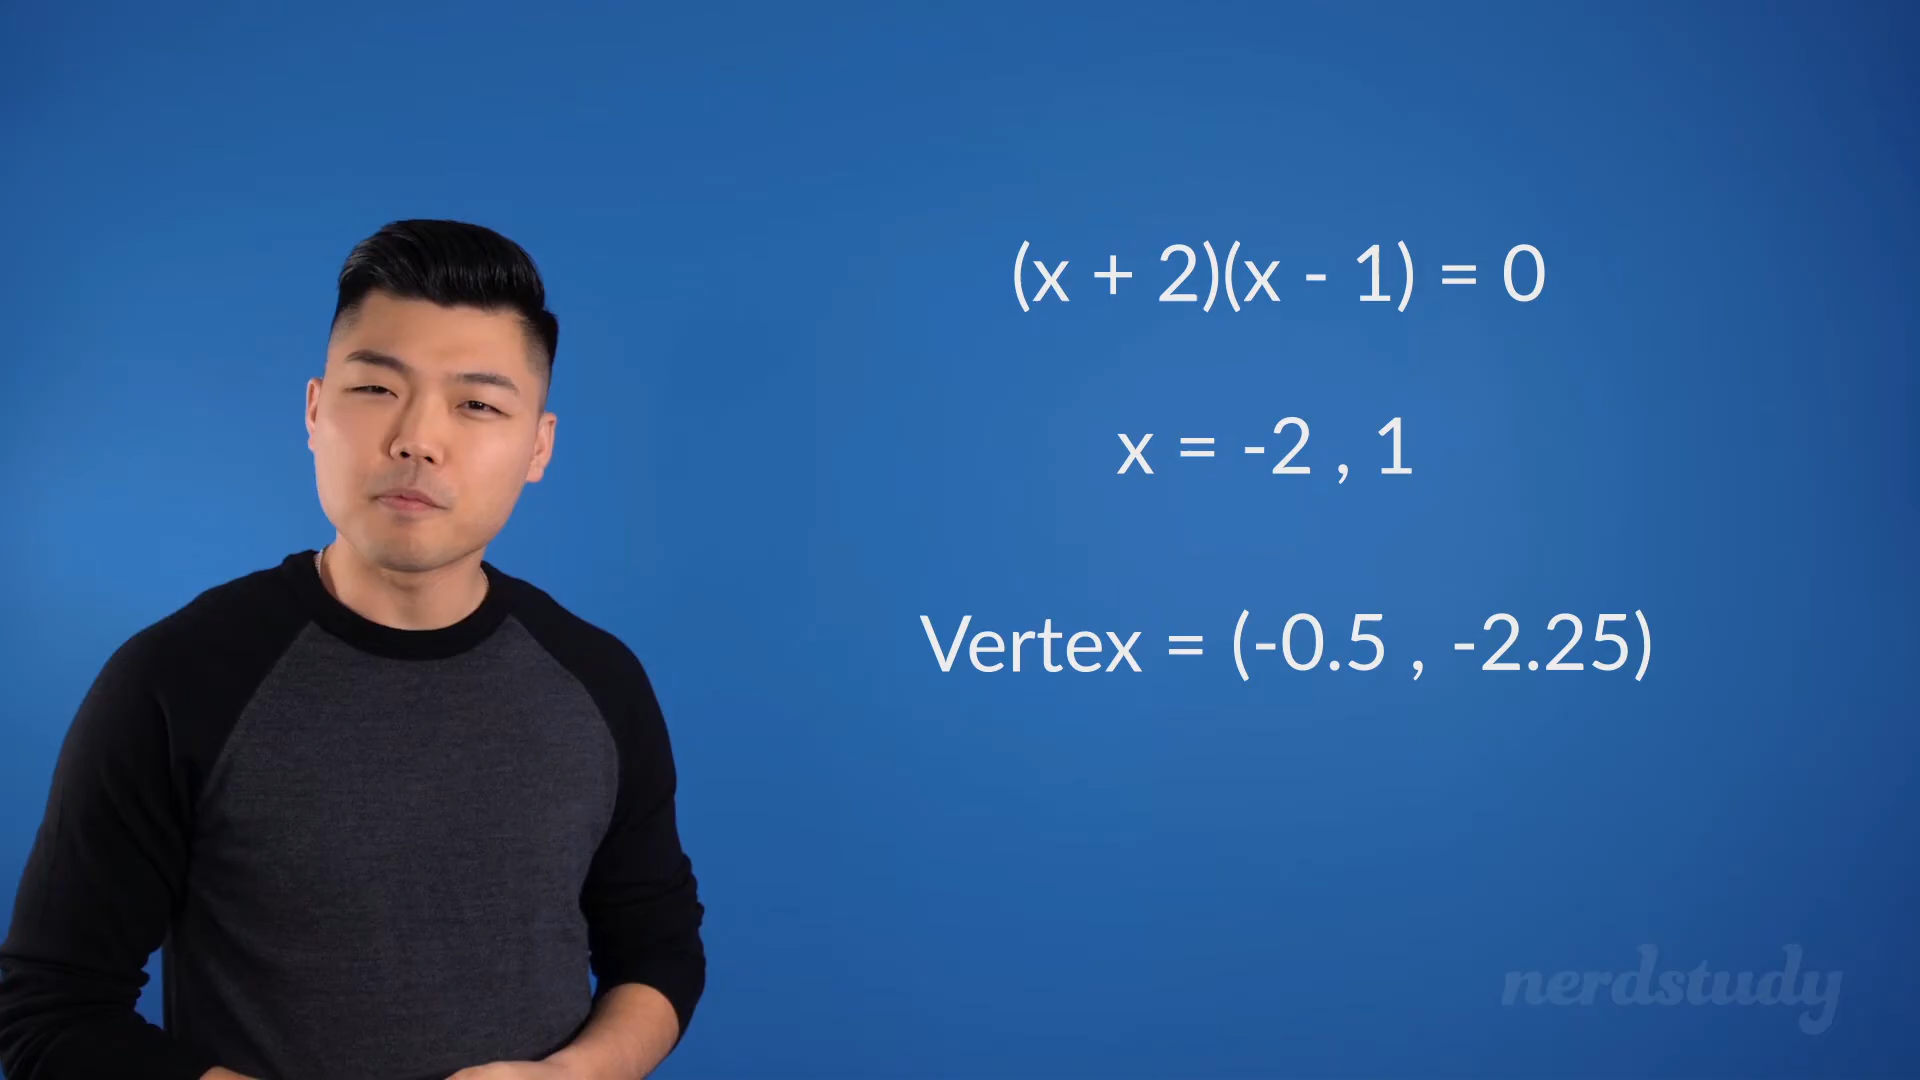 (x + 2)(x - 1) = 0
x = -2 , 1
Vertex = (-0.5 , -2.25)
nerdstudy